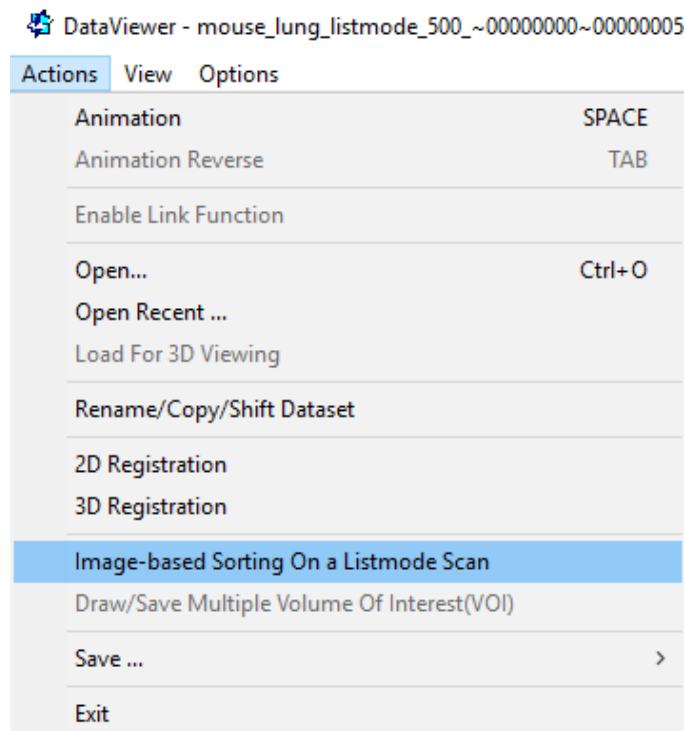 DataViewer - mouse_lung_listmode_500_~00000000~00000005
Actions View Options
Animation SPACE
Animation Reverse TAB
Enable Link Function
Open... Ctrl+O
Open Recent ...
Load For 3D Viewing
Rename/Copy/Shift Dataset
2D Registration
3D Registration
Image-based Sorting On a Listmode Scan
Draw/Save Multiple Volume Of Interest(VOI)
Save ...
Exit